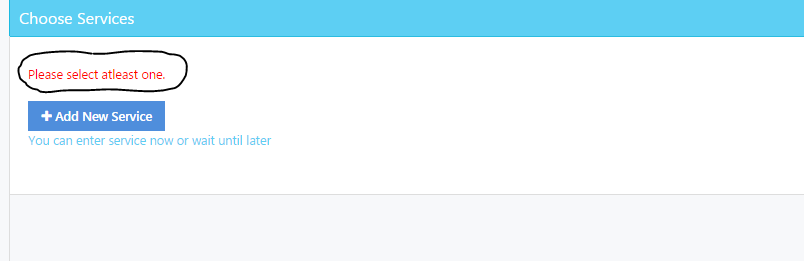 Choose Services
Please select atleast one.
Add New Service
You can enter service now or wait until later